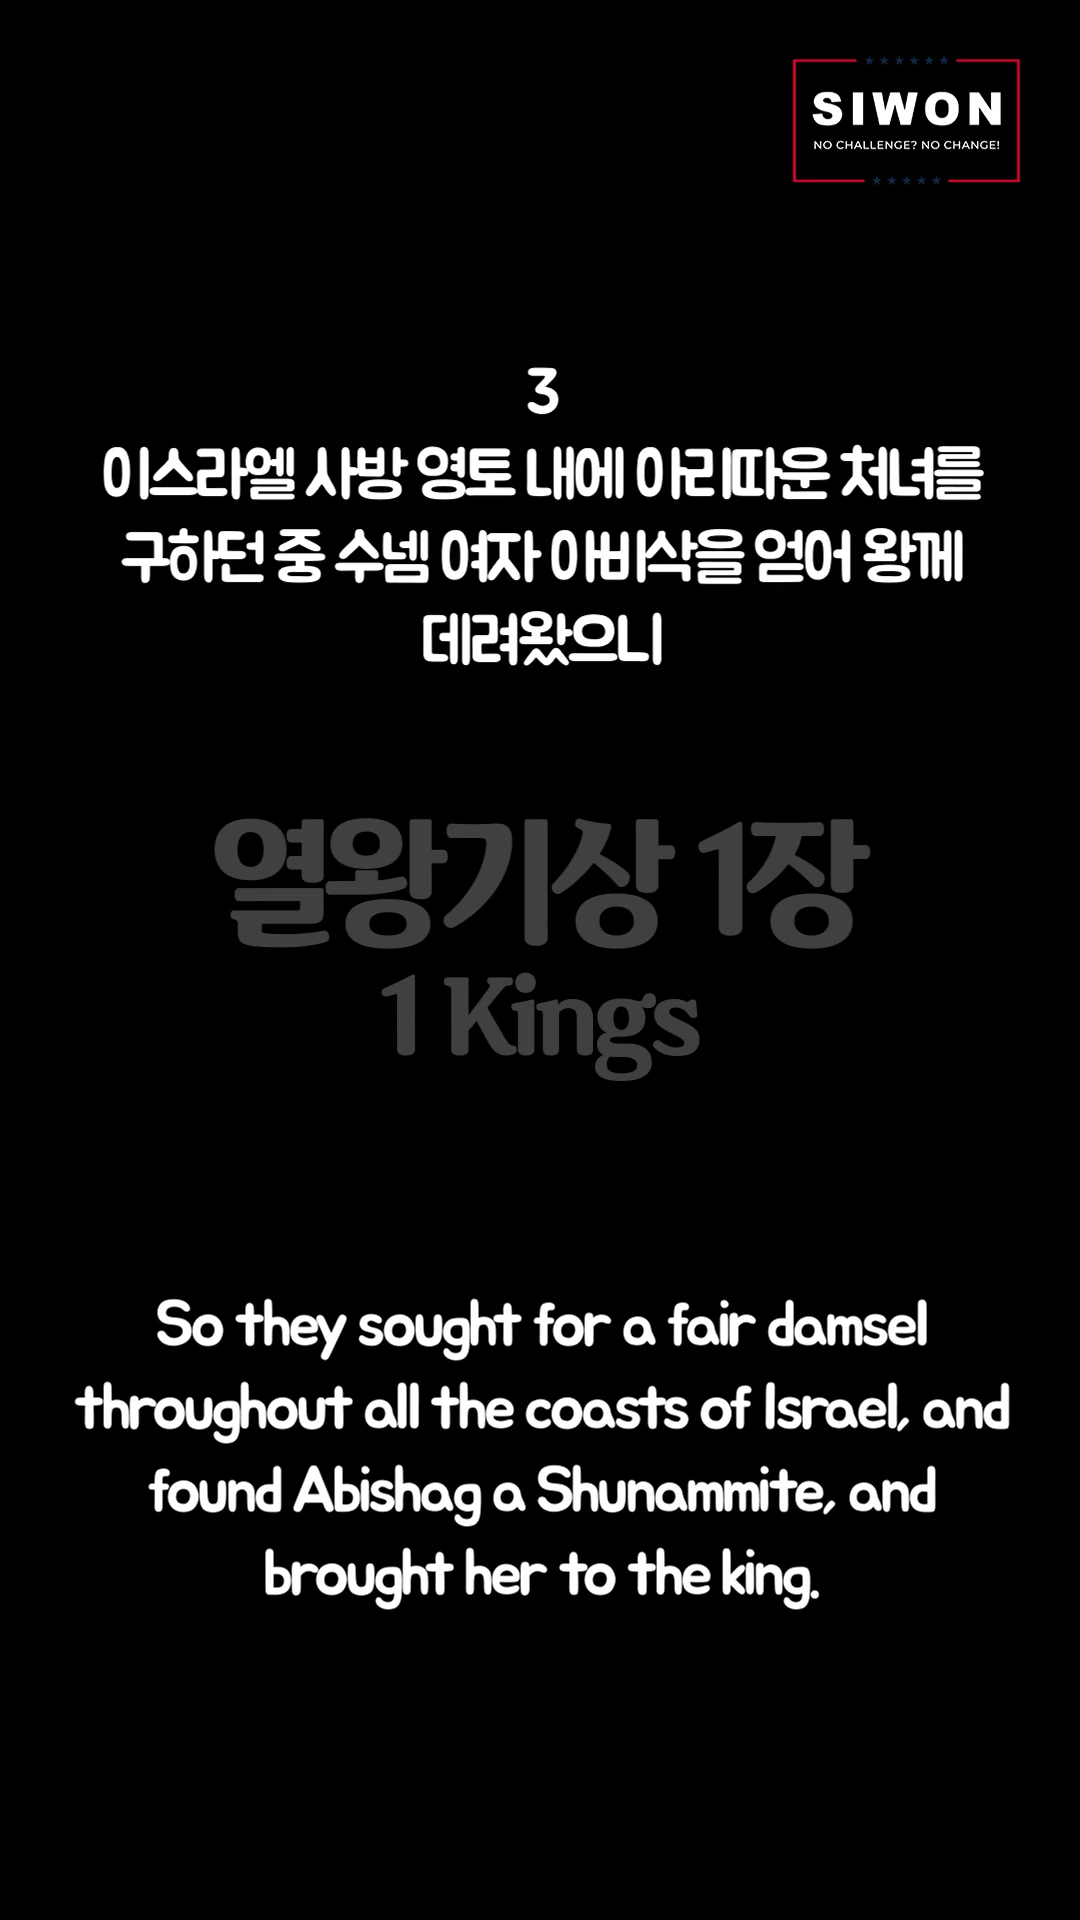 SIWON
NO CHALLENGE? NO CHANGE!
3
이스라엘 사방 영토 내에 아리따운 처녀를
구하던 중 수넴 여자 아비삭을 얻어 왕께
데려왔으니
열왕기상 1장
1 Kings
So they sought for a fair damsel
throughout all the coasts of Israel, and
found Abishag a Shunammite, and
brought her to the king.